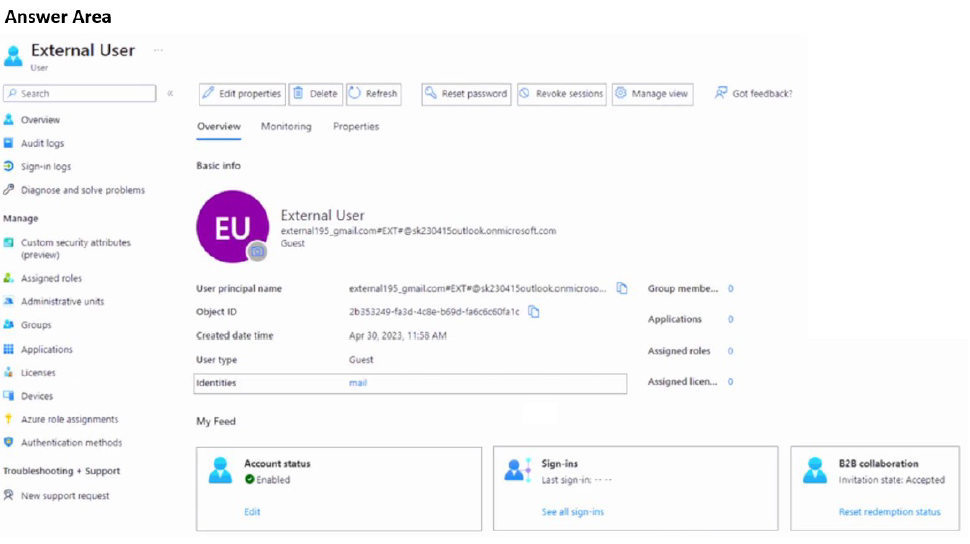 Answer Area
External User ...
User
Search
«
Overview
Audit logs
Sign-in logs
Diagnose and solve problems
Manage
Custom security attributes
(preview)
Assigned roles
Administrative units
Groups
Applications
Licenses
Devices
Azure role assignments
Authentication methods
Troubleshooting + Support
New support request
Edit properties Delete Refresh Reset password Revoke sessions Manage view Got feedback?
Overview Monitoring Properties
Basic info
EU
External User
external195_gmail.com#EXT#@sk230415outlook.onmicrosoft.com
Guest
User principal name external195_gmail.com#EXT#@sk230415outlook.onmicroso...
Object ID 2b353249-fa3d-4c8e-b69d-fa6c6c60fa1c
Created date time Apr 30, 2023, 11:58 AM
User type Guest
Identities mail
Group membe... 0
Applications 0
Assigned roles 0
Assigned licen... 0
My Feed
Account status
Enabled
Edit
Sign-ins
Last sign-in: -- --
See all sign-ins
B2B collaboration
Invitation state: Accepted
Reset redemption status